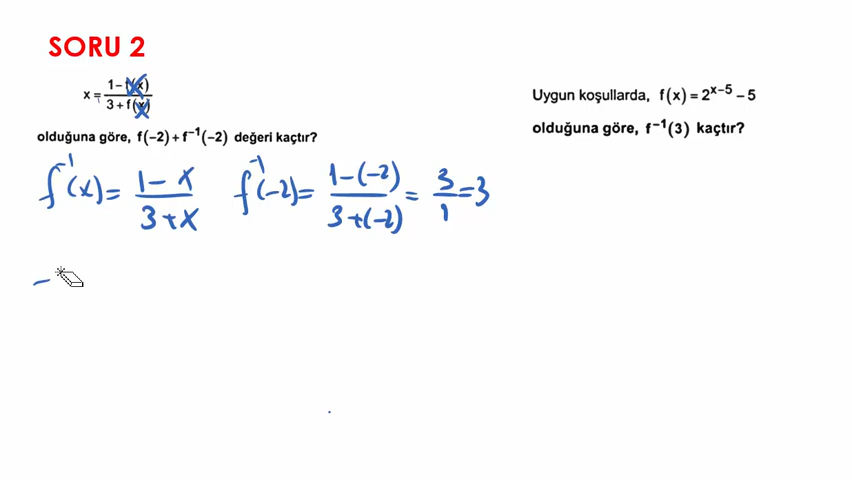 SORU 2
x = 1 − f(x) / 3 + f(x)
olduğuna göre, f(−2) + f⁻¹(−2) değeri kaçtır?
f⁻¹(x) = 1 − x / 3 + x
f⁻¹(−2) = 1 − (−2) / 3 + (−2) = 3 / 1 = 3
−
Uygun koşullarda, f(x) = 2ˣ⁻⁵ − 5
olduğuna göre, f⁻¹(3) kaçtır?